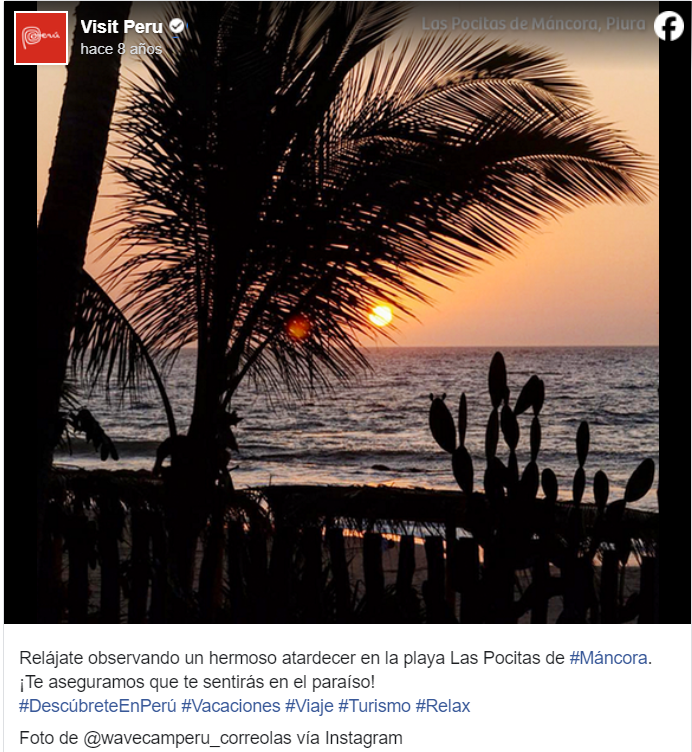 Visit Peru
hace 8 años
Las Pocitas de Máncora, Piura
Perú
Relájate observando un hermoso atardecer en la playa Las Pocitas de #Máncora.
¡Te aseguramos que te sentirás en el paraíso!
#DescúbreteEnPerú #Vacaciones #Viaje #Turismo #Relax
Foto de @wavecamperu_correolas vía Instagram